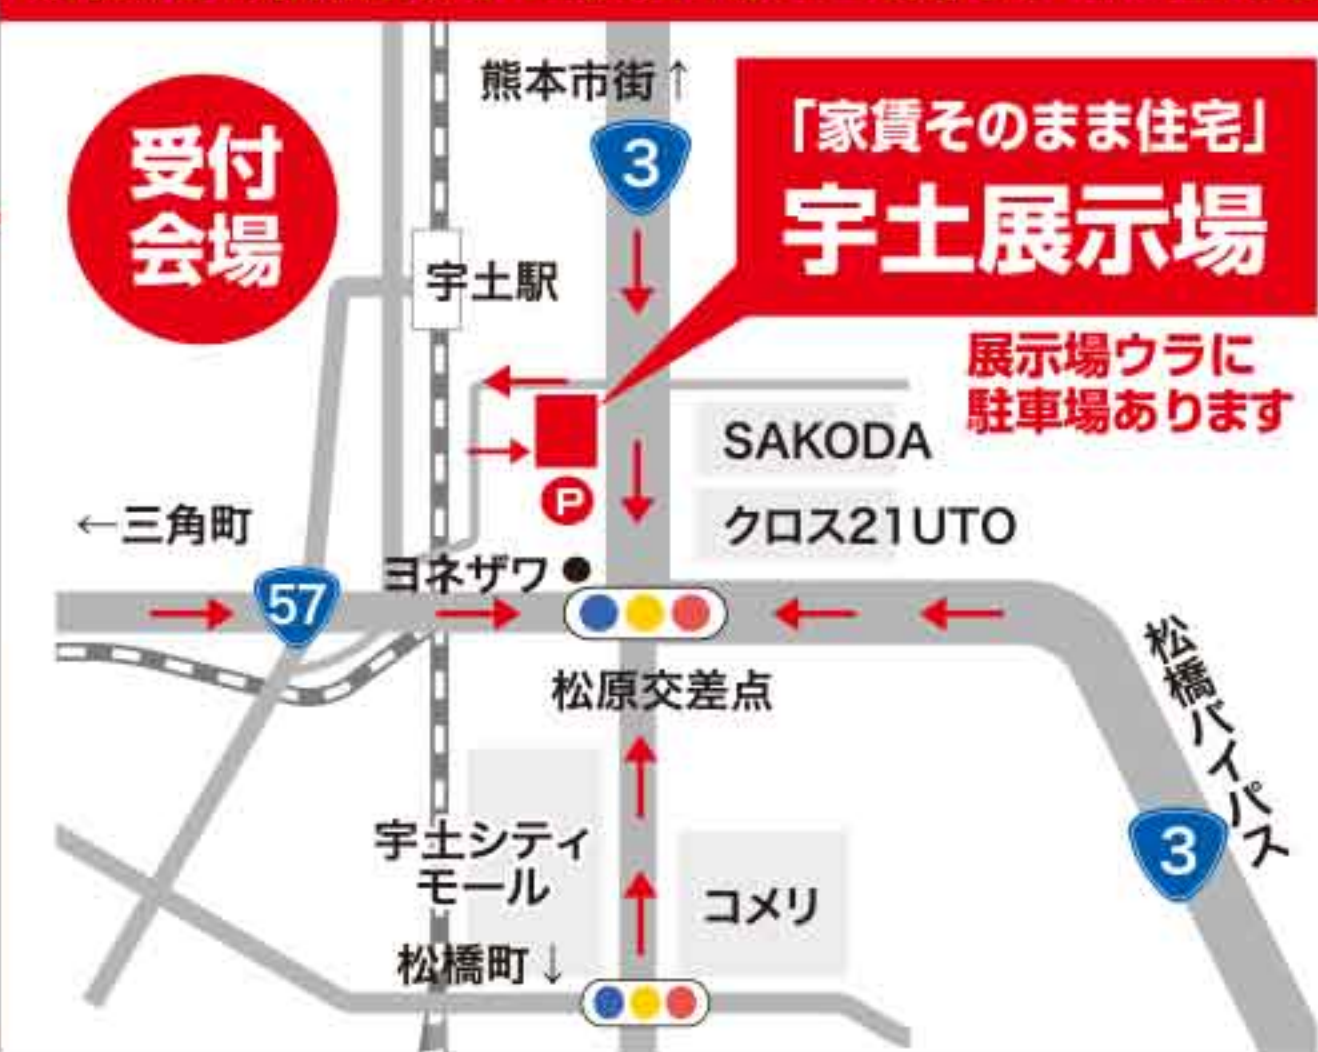 熊本市街↑
受付
会場
3
「家賃そのまま住宅」
宇土展示場
宇土駅
展示場ウラに
駐車場あります
SAKODA
P
←三角町
クロス21UTO
ヨネザワ
57
松原交差点
松橋バイパス
3
宇土シティ
モール
コメリ
松橋町↓